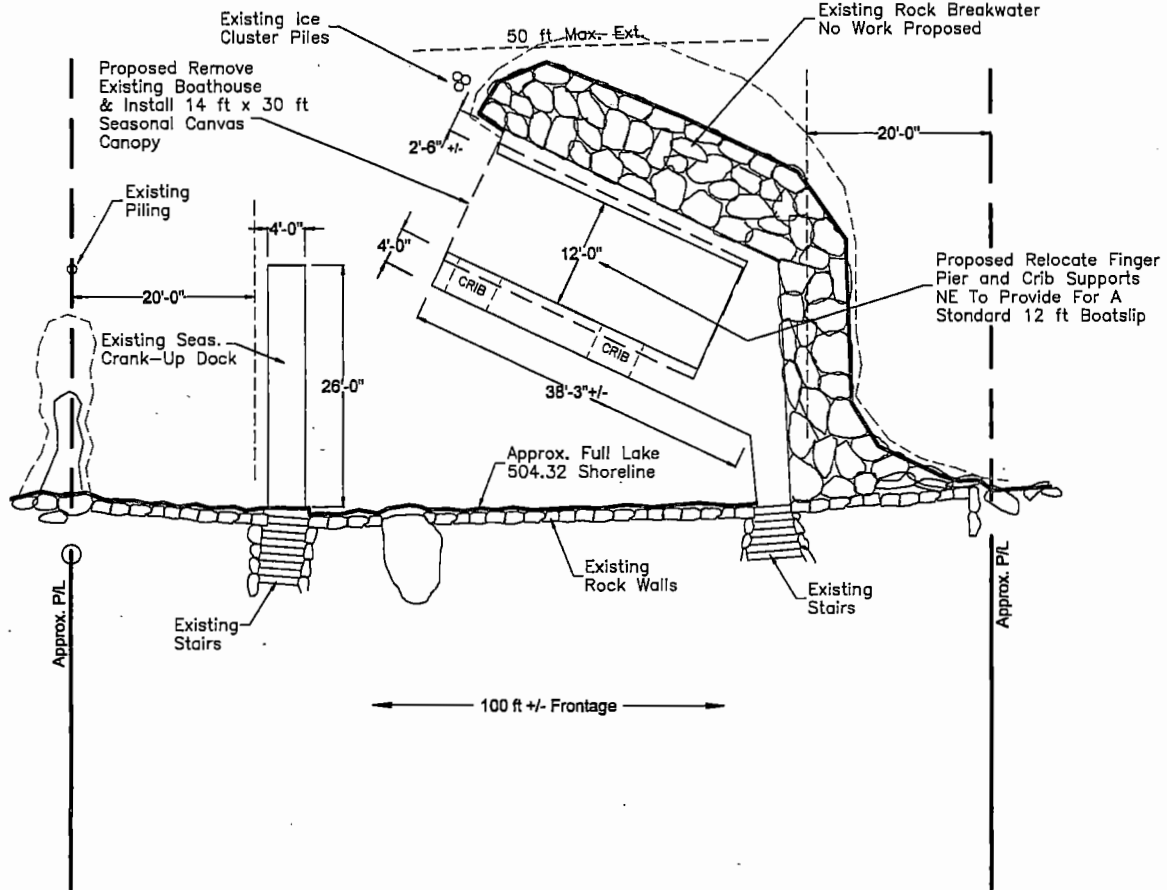 Existing Ice
Cluster Piles
50 ft Max. Ext.
Existing Rock Breakwater
No Work Proposed
Proposed Remove
Existing Boathouse
& Install 14 ft x 30 ft
Seasonal Canvas
Canopy
20'-0"
2'-6" +/-
Existing
Piling
4'-0"
4'-0"
12'-0"
Proposed Relocate Finger
Pier and Crib Supports
NE To Provide For A
Standard 12 ft Boatslip
20'-0"
CRIB
Existing Seas.
Crank-Up Dock
26'-0"
CRIB
38'-3"+/-
Approx. Full Lake
504.32 Shoreline
Existing
Rock Walls
Existing
Stairs
Existing
Stairs
Approx. P/L
Approx. P/L
100 ft +/- Frontage